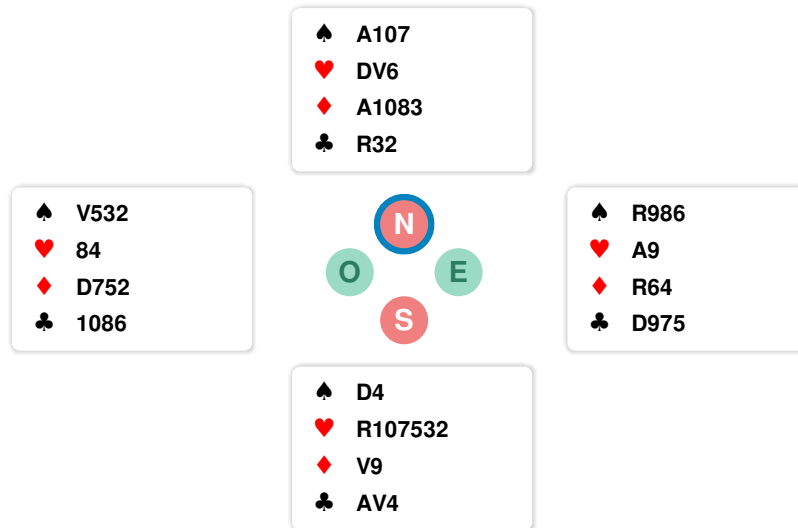 ♠ A107
♥ DV6
♦ A1083
♣ R32
♠ V532
♥ 84
♦ D752
♣ 1086
N
O E
S
♠ R986
♥ A9
♦ R64
♣ D975
♠ D4
♥ R107532
♦ V9
♣ AV4